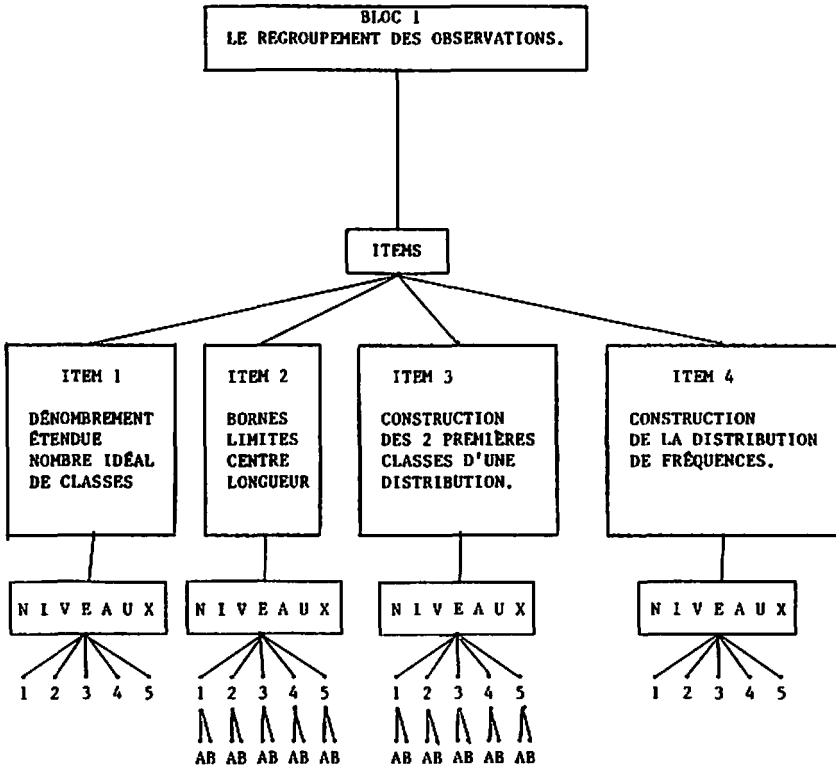 BLOC 1
LE REGROUPEMENT DES OBSERVATIONS.
ITEMS
ITEM 1
DÉNOMBREMENT
ÉTENDUE
NOMBRE IDÉAL
DE CLASSES
ITEM 2
BORNES
LIMITES
CENTRE
LONGUEUR
ITEM 3
CONSTRUCTION
DES 2 PREMIÈRES
CLASSES D'UNE
DISTRIBUTION.
ITEM 4
CONSTRUCTION
DE LA DISTRIBUTION
DE FRÉQUENCES.
N I V E A U X
1 2 3 4 5
N I V E A U X
1 2 3 4 5
AB AB AB AB AB
N I V E A U X
1 2 3 4 5
AB AB AB AB AB
N I V E A U X
1 2 3 4 5